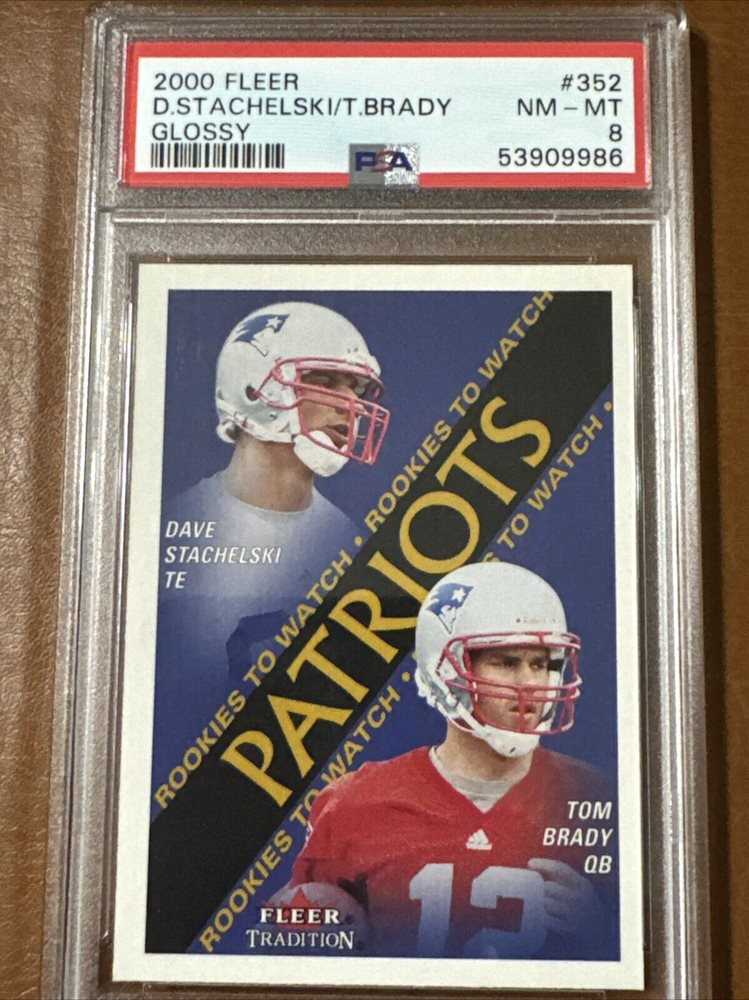 2000 FLEER #352
D.STACHELSKI/T.BRADY NM - MT
GLOSSY 8
PSA 53909986
ROOKIES TO WATCH • ROOKIES TO WATCH
DAVE
STACHELSKI
TE
PATRIOTS
ROOKIES TO WATCH • S TO WATCH •
TOM
BRADY
QB
12
FLEER
TRADITION